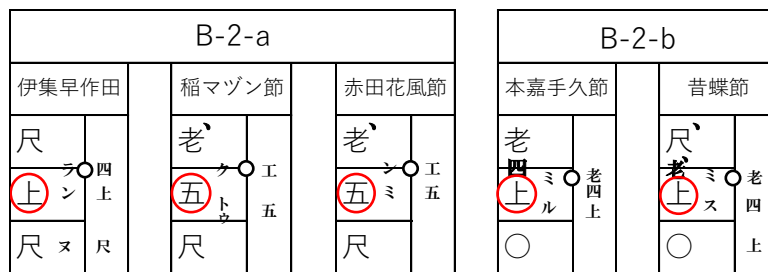 B-2-a
伊集早作田
尺
上
尺
ラン
ヌ
四上
尺
稲マヅン節
老、
五
尺
ク
トゥ
工
五
赤田花風節
老、
五
尺
ンミ
工五
B-2-b
本嘉手久節
老
四
上
〇
ミル
老四上
昔蝶節
尺、
老、
上
〇
ミス
老四
上